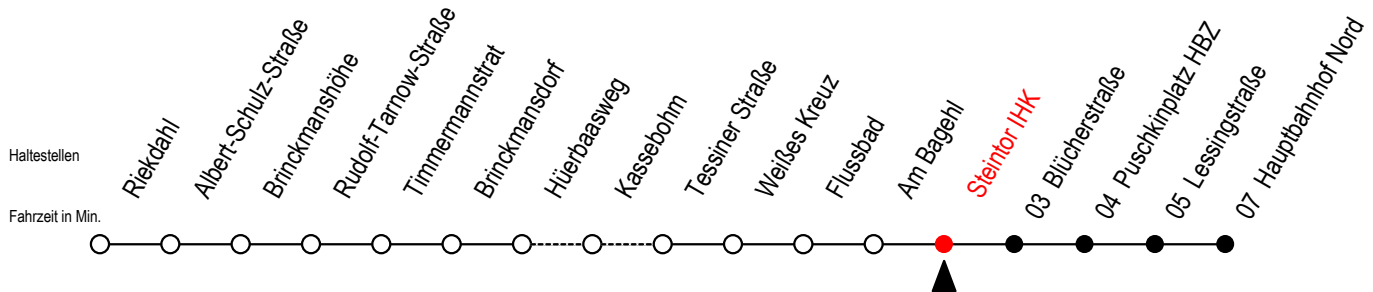 Haltestellen
Riekdahl
Albert-Schulz-Straße
Brinckmanshöhe
Rudolf-Tarnow-Straße
Timmermannstrat
Brinckmansdorf
Hüerbaasweg
Kassebohm
Tessiner Straße
Weißes Kreuz
Flussbad
Am Bagehl
Steintor IHK
03 Blücherstraße
04 Puschkinplatz HBZ
05 Lessingstraße
07 Hauptbahnhof Nord
Fahrzeit in Min.